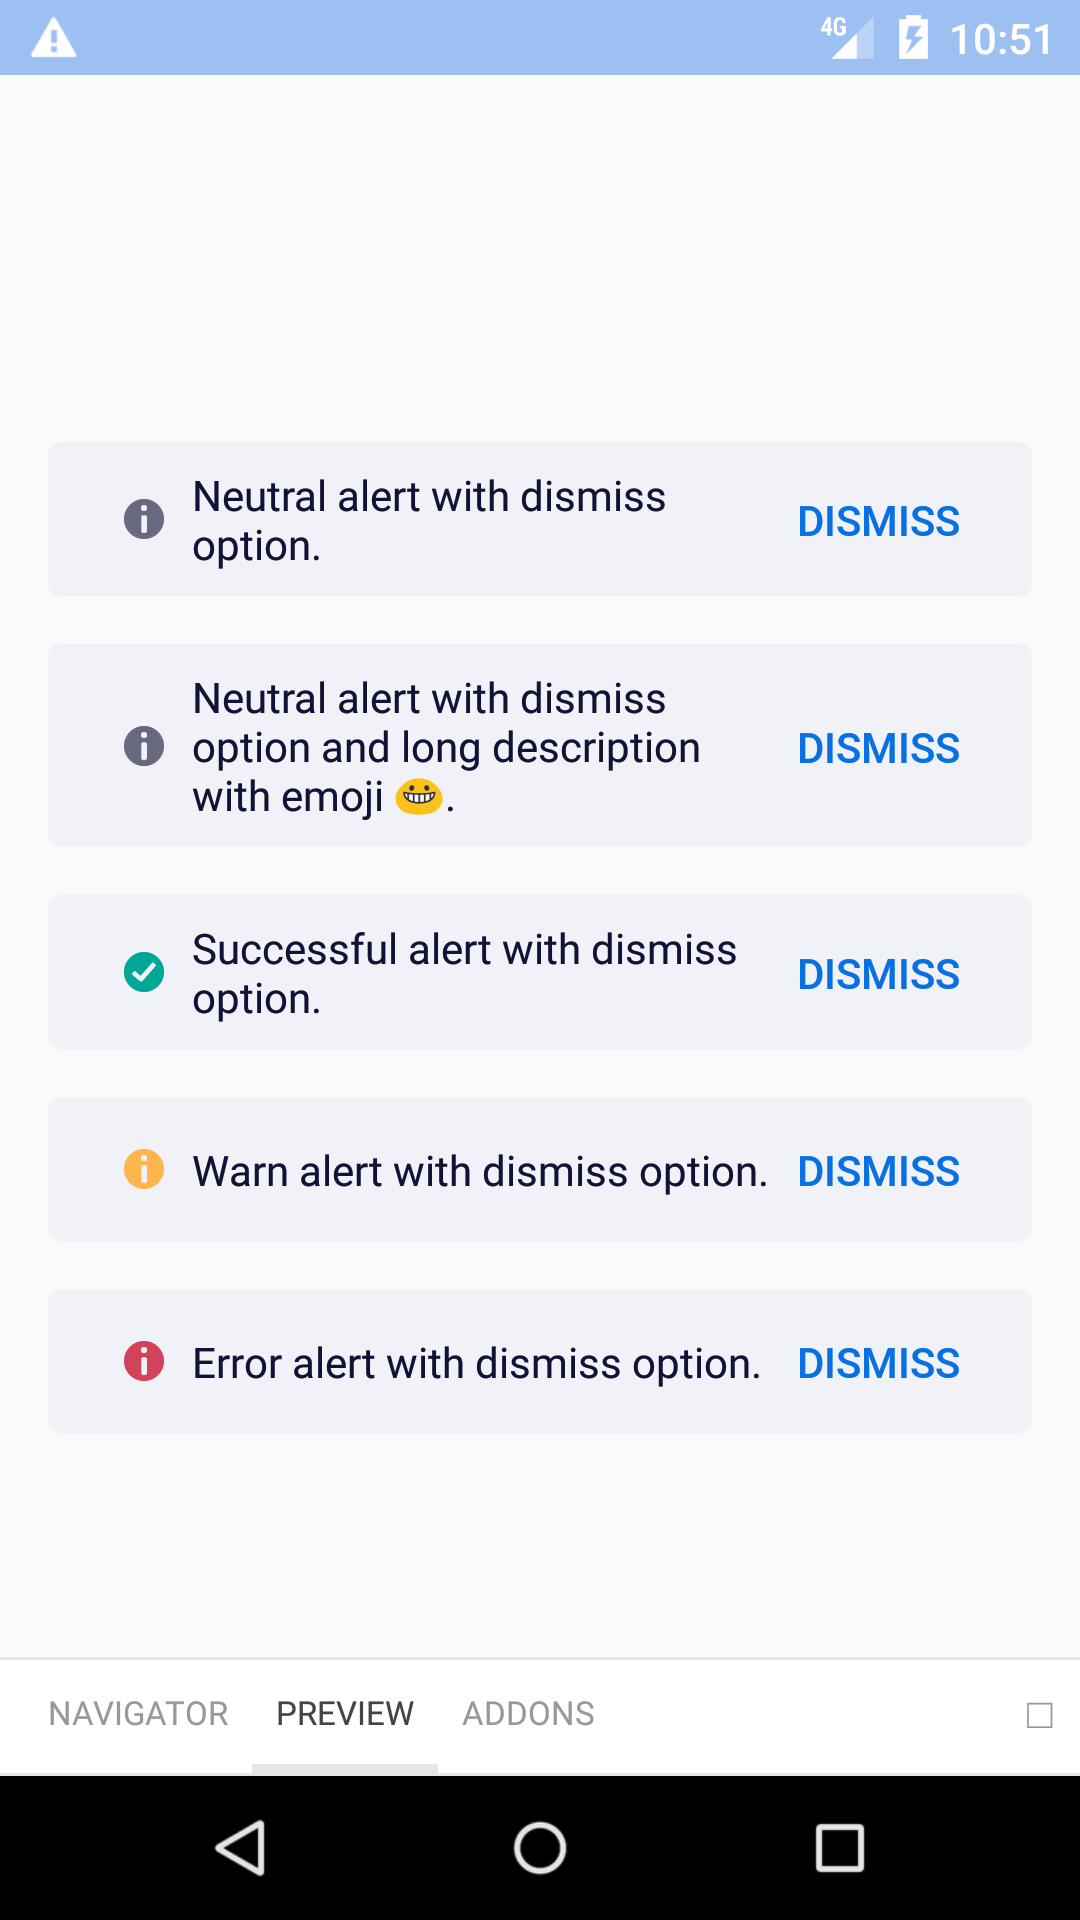 4G 10:51
Neutral alert with dismiss
option.
DISMISS
Neutral alert with dismiss
option and long description
with emoji 😀.
DISMISS
Successful alert with dismiss
option.
DISMISS
Warn alert with dismiss option. DISMISS
Error alert with dismiss option. DISMISS
NAVIGATOR PREVIEW ADDONS